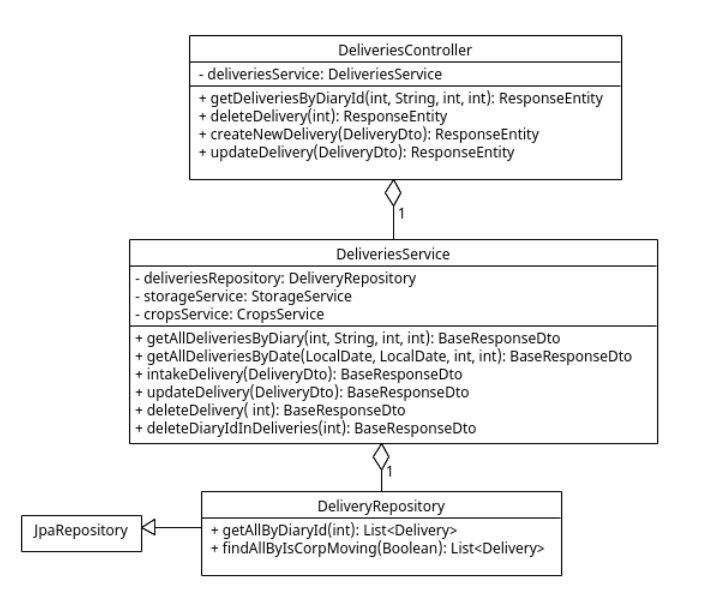 DeliveriesController
- deliveriesService: DeliveriesService
+ getDeliveriesByDiaryId(int, String, int, int): ResponseEntity
+ deleteDelivery(int): ResponseEntity
+ createNewDelivery(DeliveryDto): ResponseEntity
+ updateDelivery(DeliveryDto): ResponseEntity
1
DeliveriesService
- deliveriesRepository: DeliveryRepository
- storageService: StorageService
- cropsService: CropsService
+ getAllDeliveriesByDiary(int, String, int, int): BaseResponseDto
+ getAllDeliveriesByDate(LocalDate, LocalDate, int, int): BaseResponseDto
+ intakeDelivery(DeliveryDto): BaseResponseDto
+ updateDelivery(DeliveryDto): BaseResponseDto
+ deleteDelivery( int): BaseResponseDto
+ deleteDiaryIdInDeliveries(int): BaseResponseDto
1
DeliveryRepository
JpaRepository
+ getAllByDiaryId(int): List<Delivery>
+ findAllByIsCorpMoving(Boolean): List<Delivery>